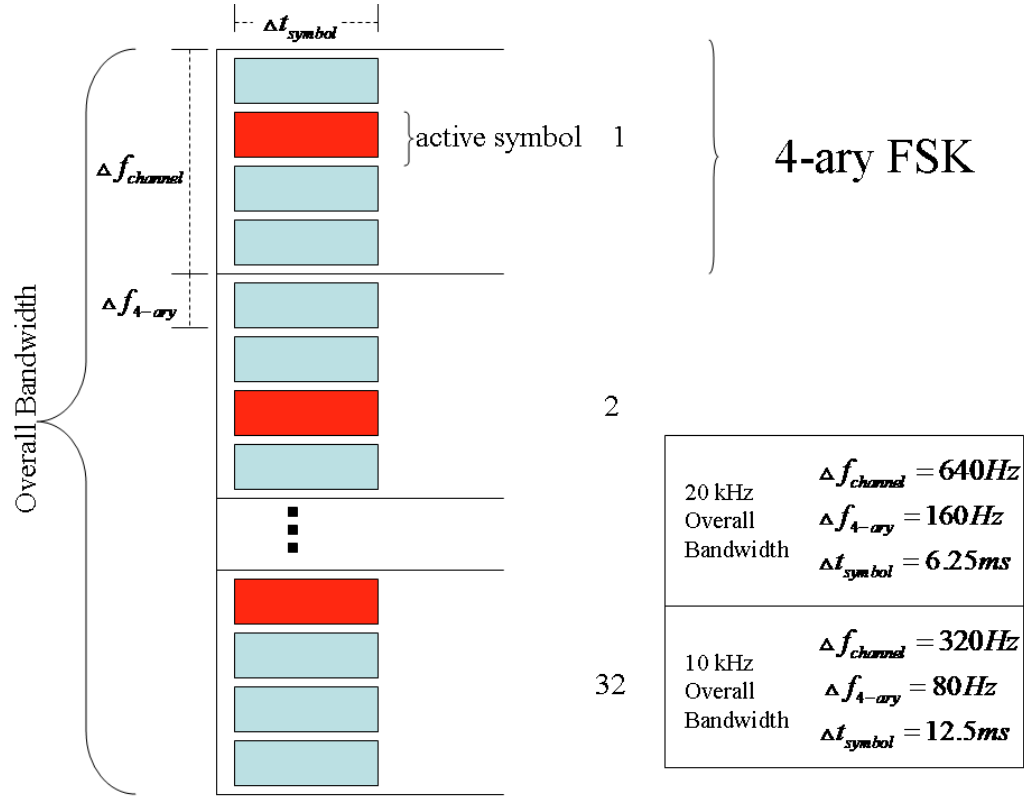 Δt_symbol
active symbol 1
4-ary FSK
Δf_channel
Δf_4-ary
Overall Bandwidth
2
20 kHz
Overall
Bandwidth
Δf_channel = 640Hz
Δf_4-ary = 160Hz
Δt_symbol = 6.25ms
32
10 kHz
Overall
Bandwidth
Δf_channel = 320Hz
Δf_4-ary = 80Hz
Δt_symbol = 12.5ms